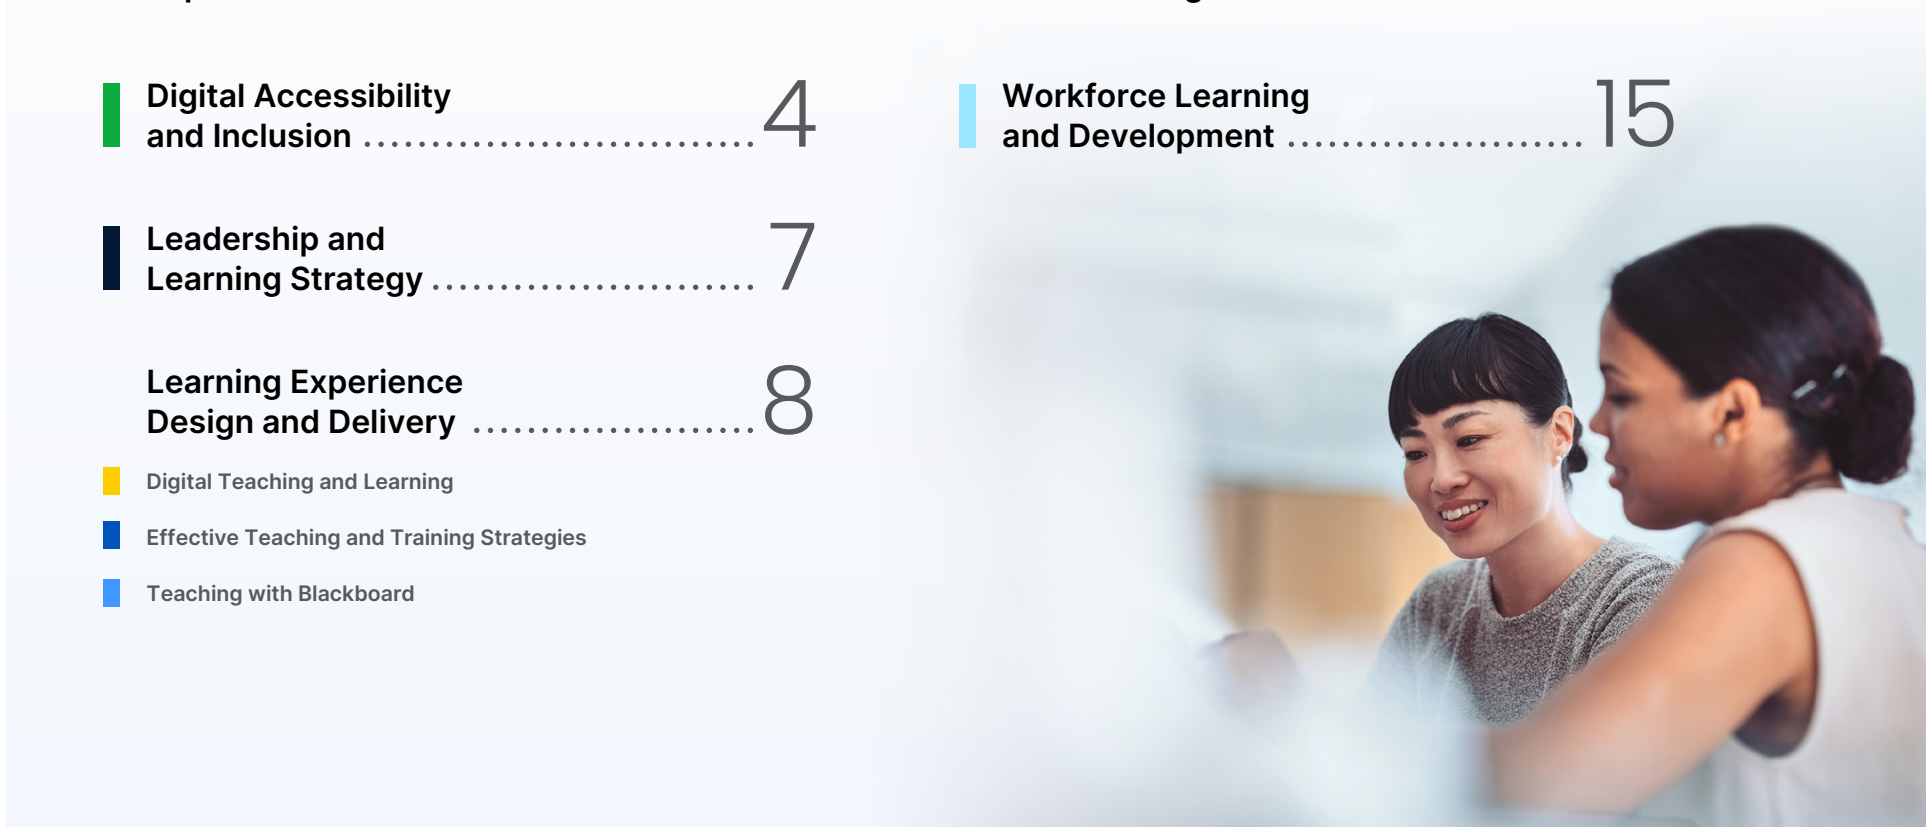 Digital Accessibility
and Inclusion ............................. 4
Leadership and
Learning Strategy ........................ 7
Learning Experience
Design and Delivery ..................... 8
Digital Teaching and Learning
Effective Teaching and Training Strategies
Teaching with Blackboard
Workforce Learning
and Development ...................... 15